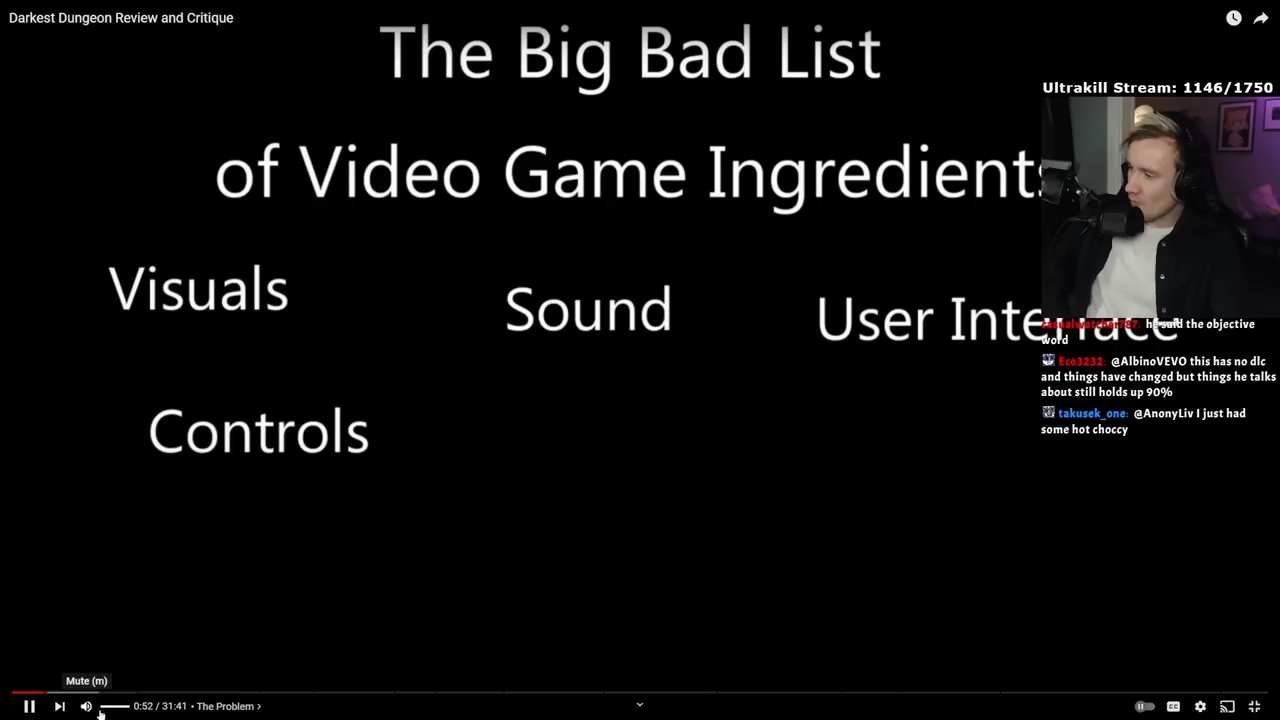 Darkest Dungeon Review and Critique
The Big Bad List
of Video Game Ingredients
Ultrakill Stream: 1146/1750
Visuals
Sound
User Interface
Controls
casualwatcher787: he said the objective
word
Eco3232: @AlbinoVEVO this has no dlc
and things have changed but things he talks
about still holds up 90%
takusek_one: @AnonyLiv I just had
some hot choccy
Mute (m)
0:52 / 31:41 • The Problem >
CC